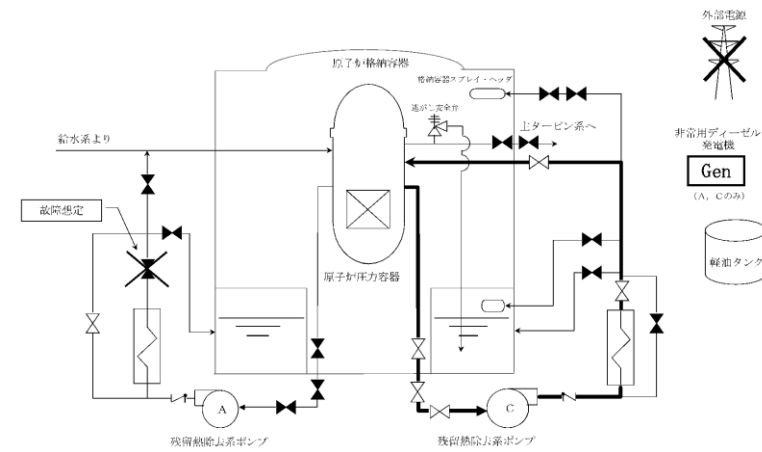 外部電源
原子炉格納容器
格納容器スプレイ・ヘッダ
逃がし安全弁
給水系より
主タービン系へ
非常用ディーゼル
発電機
Gen
(A, Cのみ)
故障想定
軽油タンク
原子炉圧力容器
A
C
残留熱除去系ポンプ
残留熱除去系ポンプ